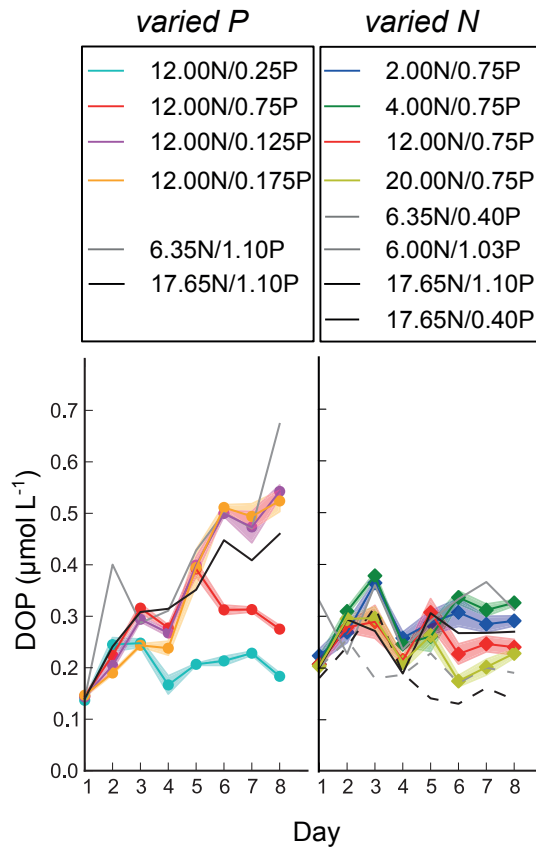 varied P
varied N
12.00N/0.25P
12.00N/0.75P
12.00N/0.125P
12.00N/0.175P
6.35N/1.10P
17.65N/1.10P
2.00N/0.75P
4.00N/0.75P
12.00N/0.75P
20.00N/0.75P
6.35N/0.40P
6.00N/1.03P
17.65N/1.10P
17.65N/0.40P
DOP (µmol L⁻¹)
0.7
0.6
0.5
0.4
0.3
0.2
0.1
0.0
1 2 3 4 5 6 7 8
1 2 3 4 5 6 7 8
Day